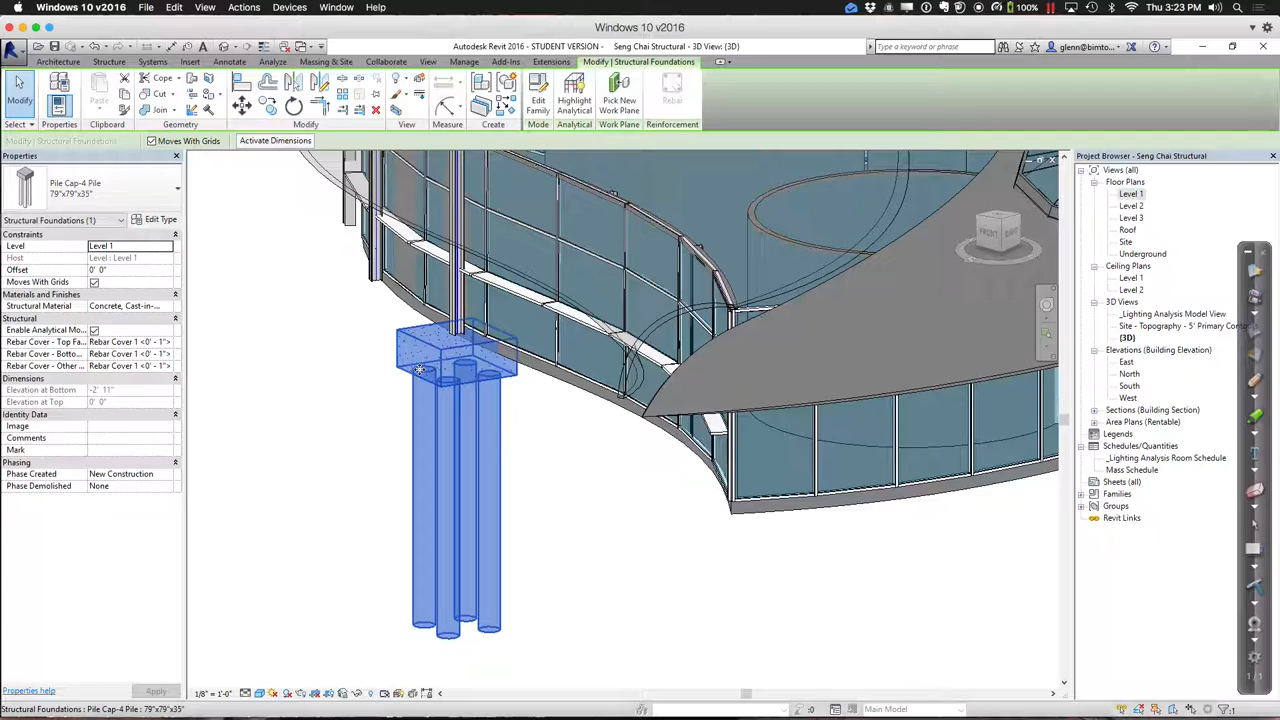 Windows 10 v2016 File Edit View Actions Devices Window Help 100% Thu 3:23 PM
Windows 10 v2016
Autodesk Revit 2016 - STUDENT VERSION - Seng Chai Structural - 3D View: {3D} Type a keyword or phrase glenn@bimto...
Architecture Structure Systems Insert Annotate Analyze Massing & Site Collaborate View Manage Add-Ins Extensions Modify | Structural Foundations
Modify Paste Cope Cut Join Edit Family Highlight Analytical Pick New Work Plane Rebar
Select Properties Clipboard Geometry Modify View Measure Create Mode Analytical Work Plane Reinforcement
Modify | Structural Foundations Moves With Grids Activate Dimensions
Properties
Pile Cap-4 Pile
79"x79"x35"
Structural Foundations (1) Edit Type
Constraints
Level Level 1
Host Level : Level 1
Offset 0' 0"
Moves With Grids
Materials and Finishes
Structural Material Concrete, Cast-in-...
Structural
Enable Analytical Mo...
Rebar Cover - Top Fa... Rebar Cover 1 <0' - 1">
Rebar Cover - Botto... Rebar Cover 1 <0' - 1">
Rebar Cover - Other ... Rebar Cover 1 <0' - 1">
Dimensions
Elevation at Bottom -2' 11"
Elevation at Top 0' 0"
Identity Data
Image
Comments
Mark
Phasing
Phase Created New Construction
Phase Demolished None
Properties help Apply
FRONT RIGHT
Project Browser - Seng Chai Structural
Views (all)
Floor Plans
Level 1
Level 2
Level 3
Roof
Site
Underground
Ceiling Plans
Level 1
Level 2
3D Views
_Lighting Analysis Model View
Site - Topography - 5' Primary Conto
{3D}
Elevations (Building Elevation)
East
North
South
West
Sections (Building Section)
Area Plans (Rentable)
Legends
Schedules/Quantities
_Lighting Analysis Room Schedule
Mass Schedule
Sheets (all)
Families
Groups
Revit Links
1/1
1/8" = 1'-0"
Structural Foundations : Pile Cap-4 Pile : 79"x79"x35" :0 Main Model :1